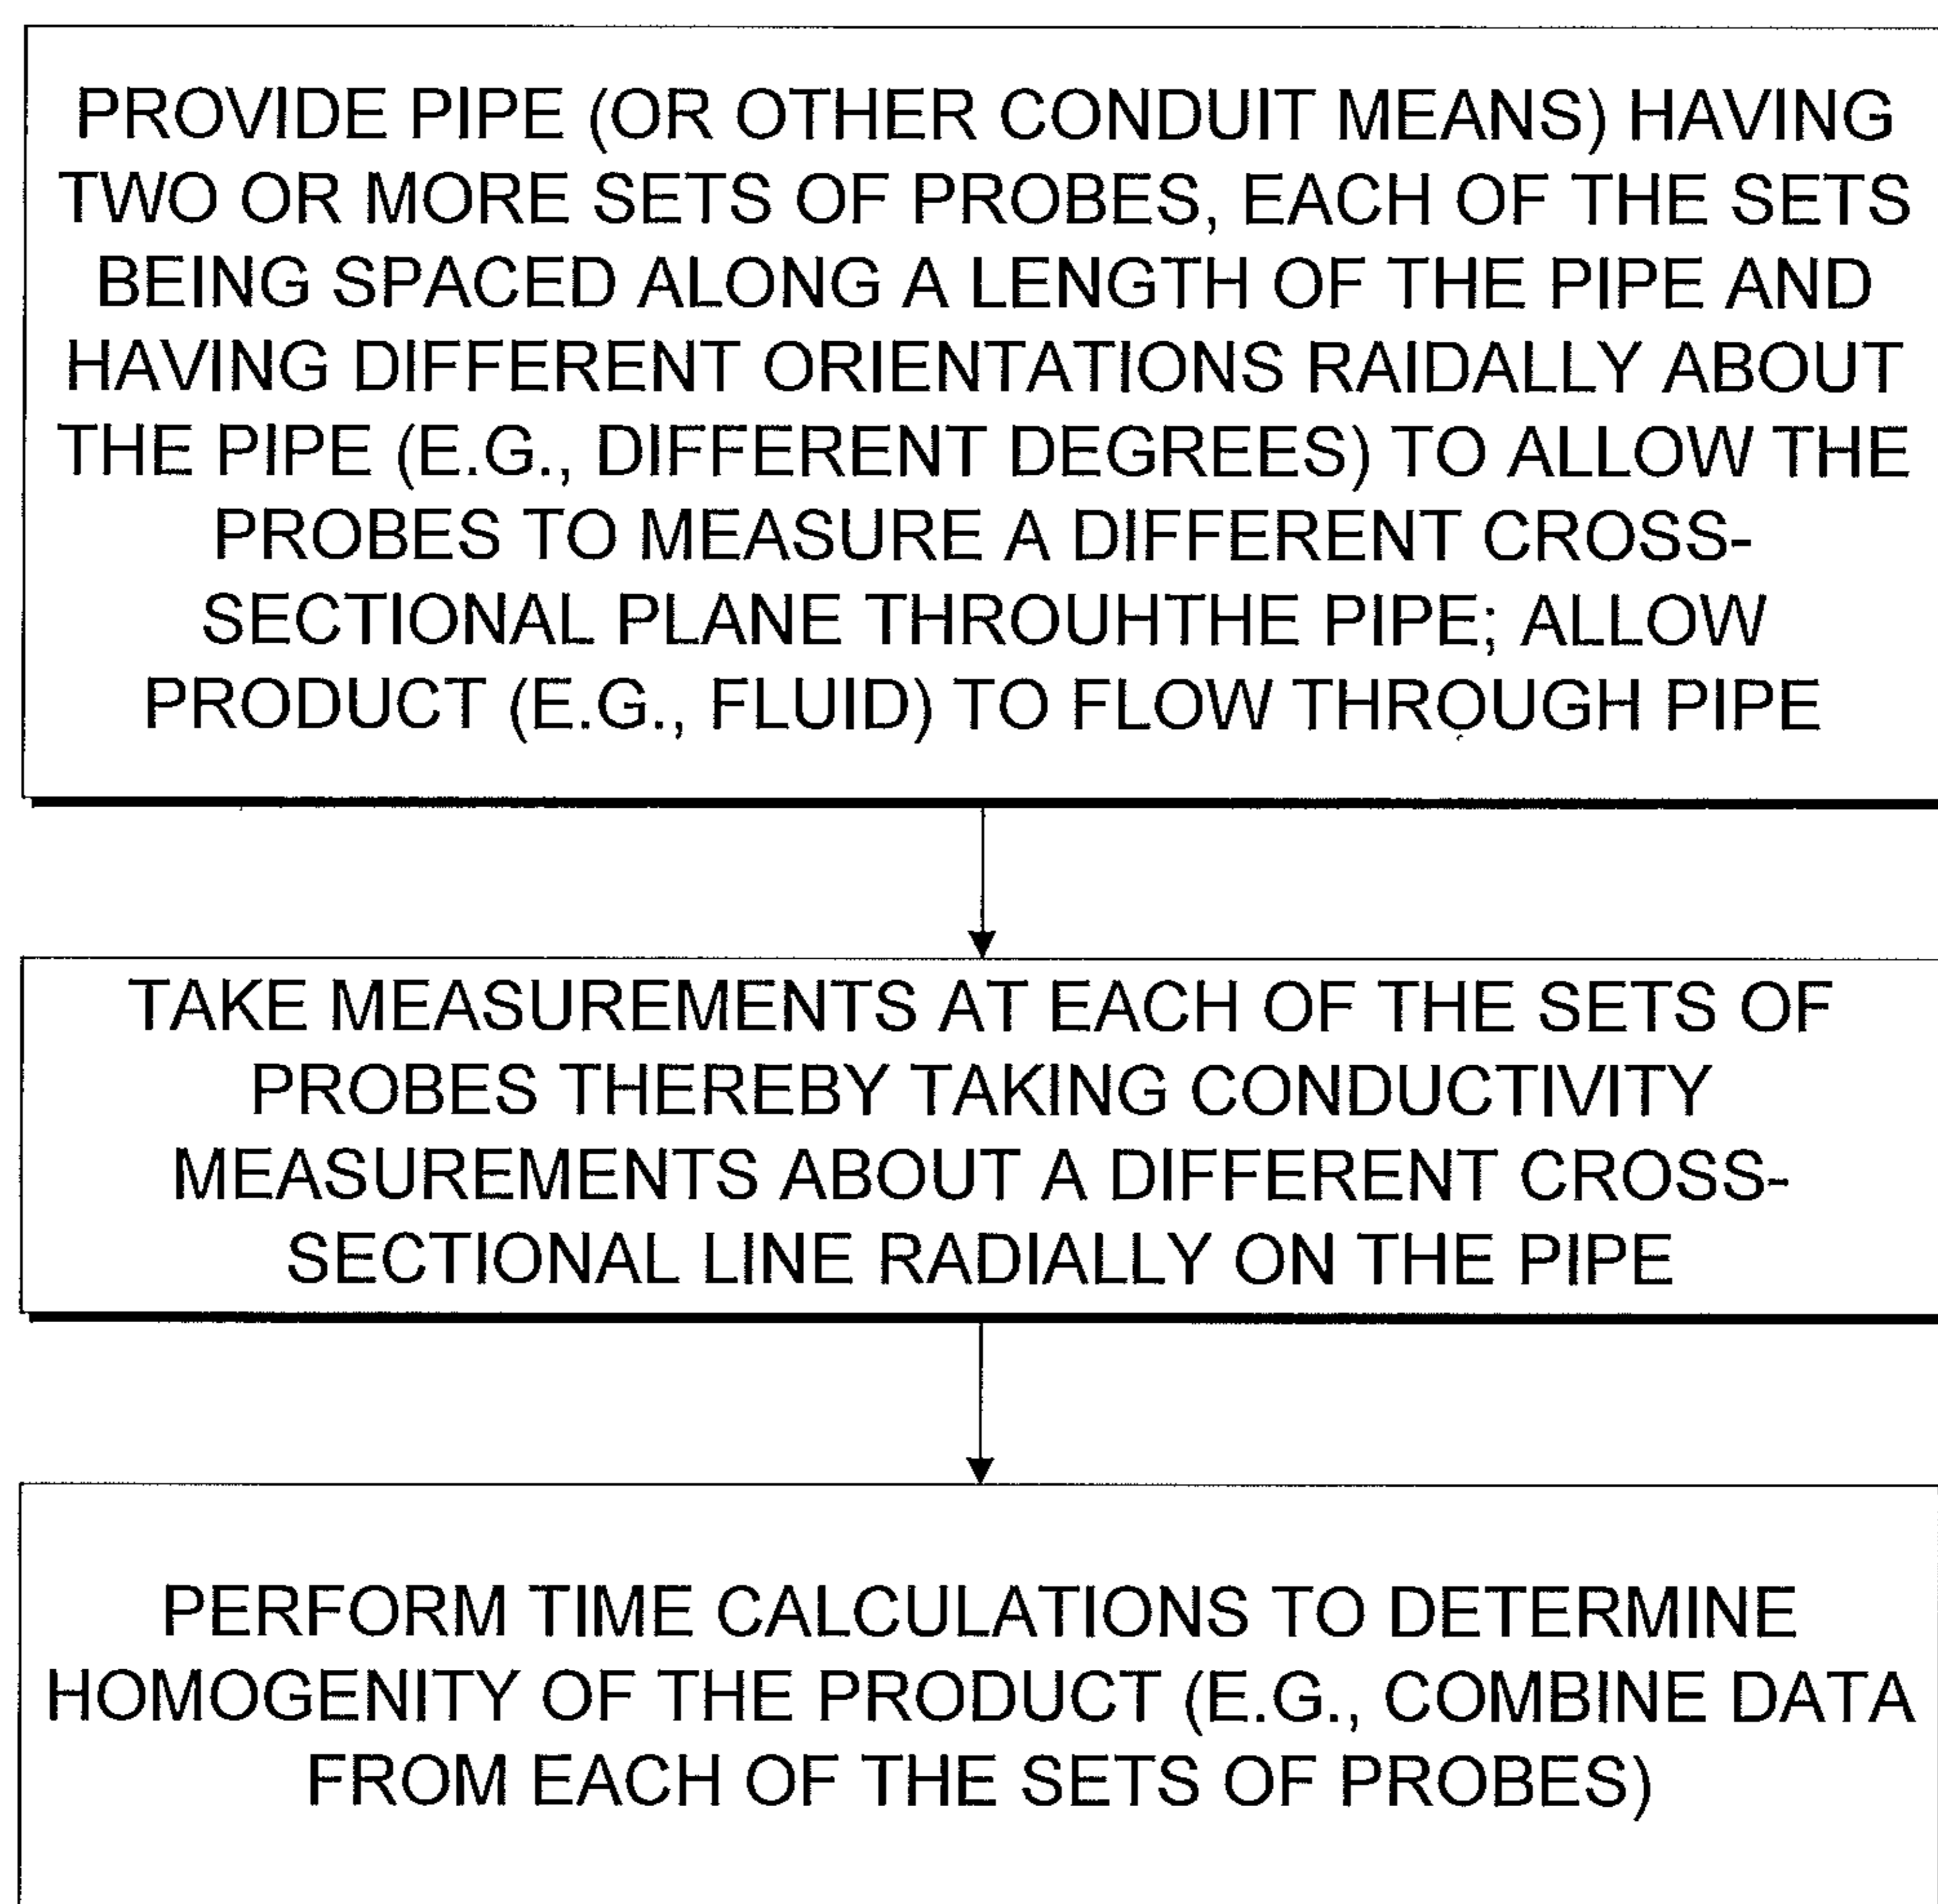 PROVIDE PIPE (OR OTHER CONDUIT MEANS) HAVING
TWO OR MORE SETS OF PROBES, EACH OF THE SETS
BEING SPACED ALONG A LENGTH OF THE PIPE AND
HAVING DIFFERENT ORIENTATIONS RAIDALLY ABOUT
THE PIPE (E.G., DIFFERENT DEGREES) TO ALLOW THE
PROBES TO MEASURE A DIFFERENT CROSS-
SECTIONAL PLANE THROUHTHE PIPE; ALLOW
PRODUCT (E.G., FLUID) TO FLOW THROUGH PIPE
TAKE MEASUREMENTS AT EACH OF THE SETS OF
PROBES THEREBY TAKING CONDUCTIVITY
MEASUREMENTS ABOUT A DIFFERENT CROSS-
SECTIONAL LINE RADIALLY ON THE PIPE
PERFORM TIME CALCULATIONS TO DETERMINE
HOMOGENITY OF THE PRODUCT (E.G., COMBINE DATA
FROM EACH OF THE SETS OF PROBES)